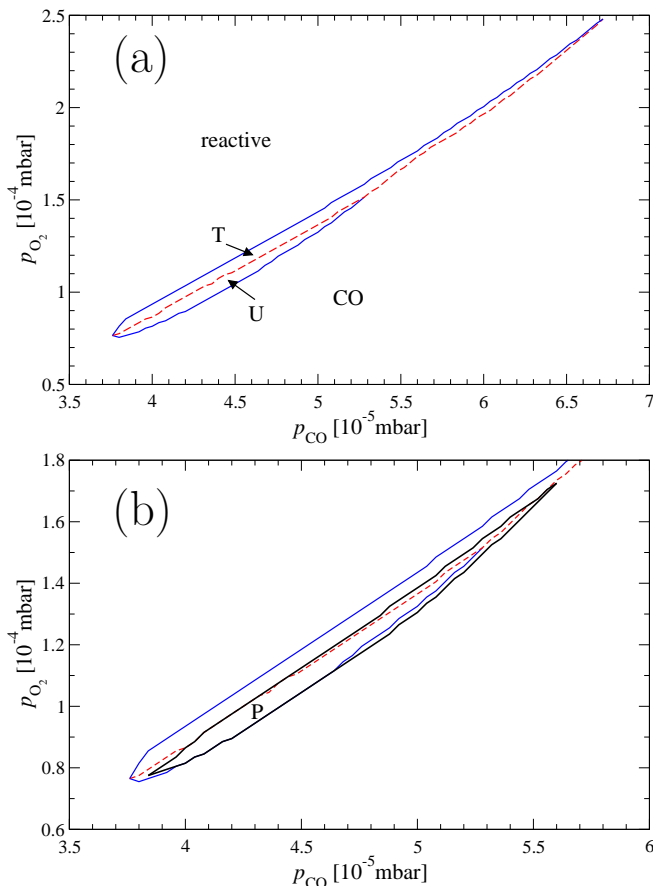 (a)
2.5
2
1.5
1
0.5
p_O₂ [10⁻⁴ mbar]
reactive
T
U
CO
3.5 4 4.5 5 5.5 6 6.5 7
p_CO [10⁻⁵ mbar]
(b)
1.8
1.6
1.4
1.2
1
0.8
0.6
p_O₂ [10⁻⁴ mbar]
P
3.5 4 4.5 5 5.5 6
p_CO [10⁻⁵ mbar]